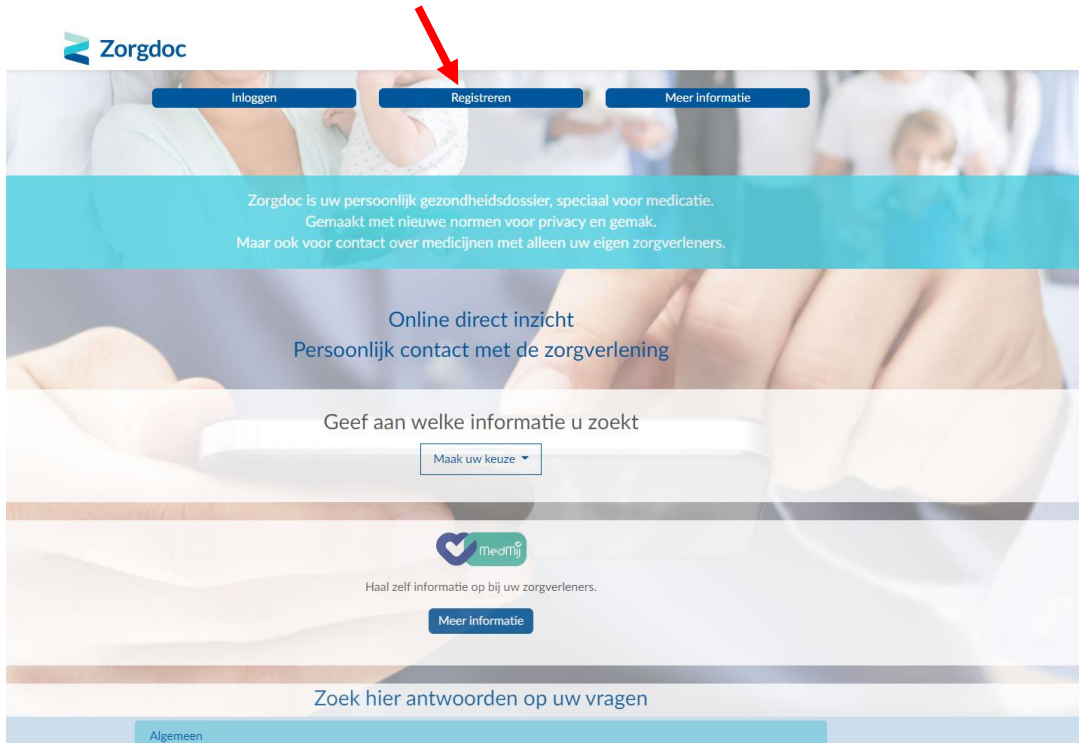 Zorgdoc
Inloggen
Registreren
Meer informatie
Zorgdoc is uw persoonlijk gezondheidsdossier, speciaal voor medicatie.
Gemaakt met nieuwe normen voor privacy en gemak.
Maar ook voor contact over medicijnen met alleen uw eigen zorgverleners.
Online direct inzicht
Persoonlijk contact met de zorgverlening
Geef aan welke informatie u zoekt
Maak uw keuze
medmij
Haal zelf informatie op bij uw zorgverleners.
Meer informatie
Zoek hier antwoorden op uw vragen
Algemeen